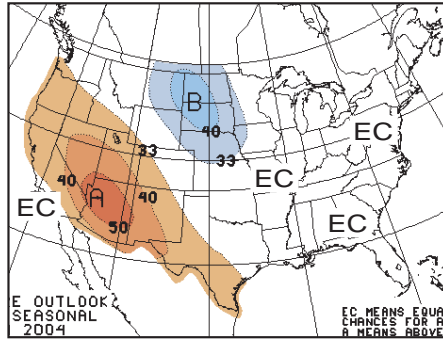 B
40
33
33
EC
40
A
40
EC
EC
50
EC
E OUTLOOK
SEASONAL
2004
EC MEANS EQUA
CHANCES FOR A
A MEANS ABOVE